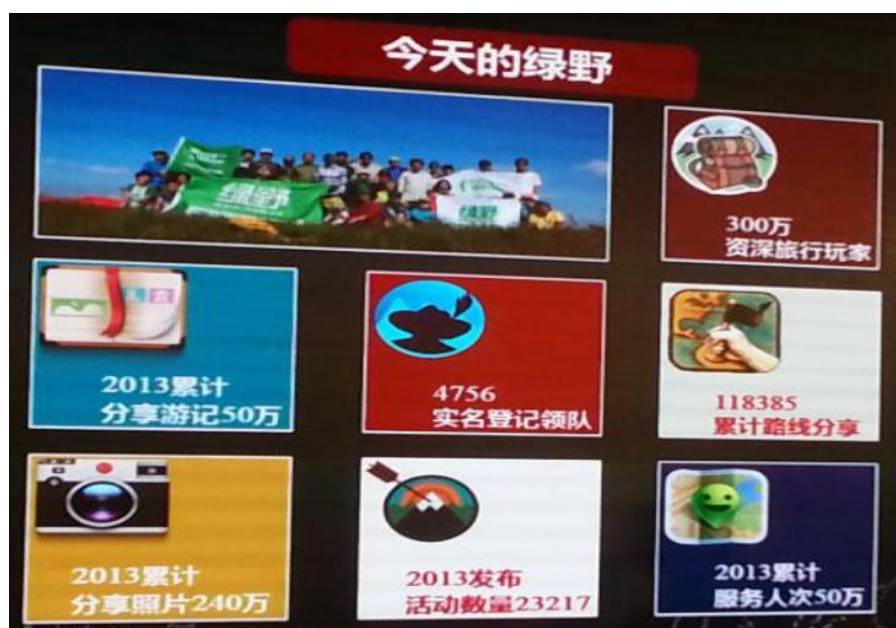 今天的绿野
绿野
绿野
300万
资深旅行玩家
2013累计
分享游记50万
4756
实名登记领队
118385
累计路线分享
2013累计
分享照片240万
2013发布
活动数量23217
2013累计
服务人次50万